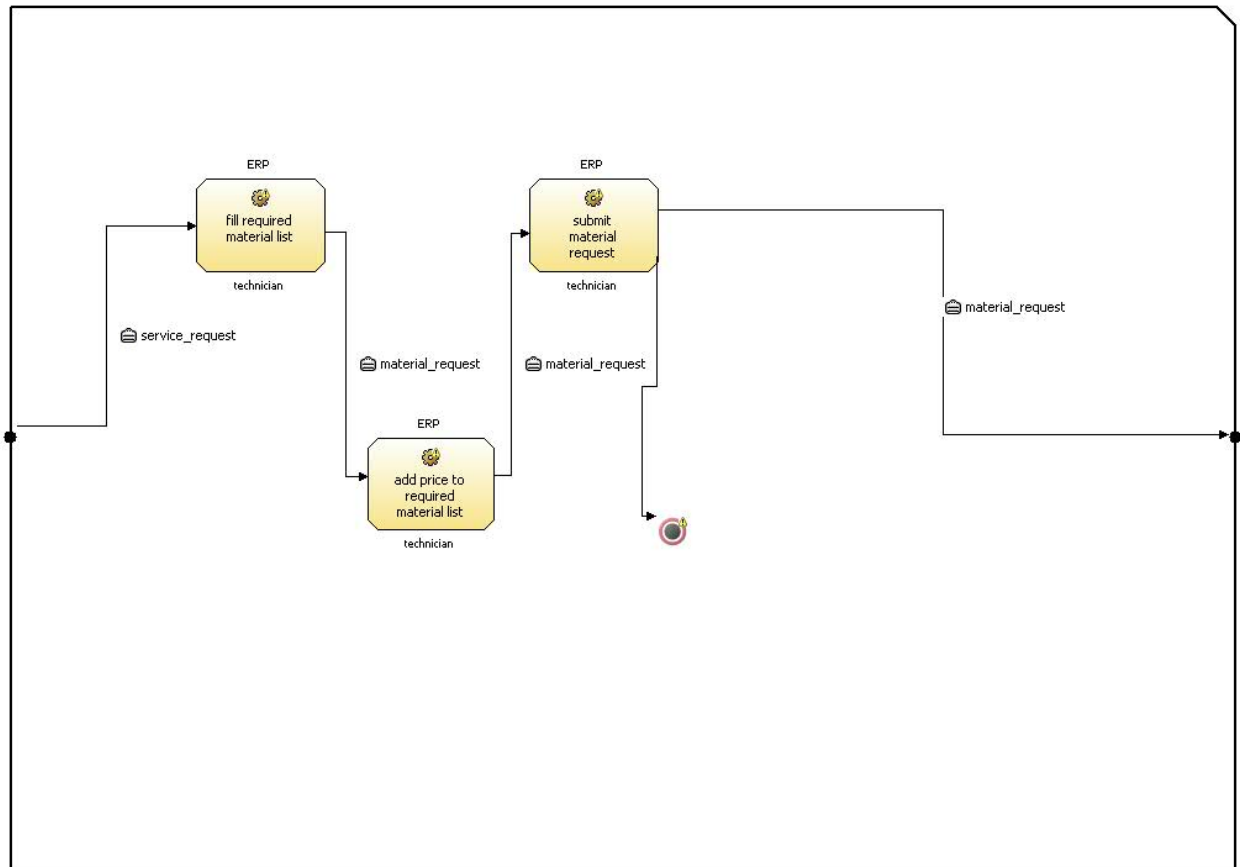 ERP
fill required
material list
technician
ERP
submit
material
request
technician
service_request
material_request
material_request
material_request
ERP
add price to
required
material list
technician